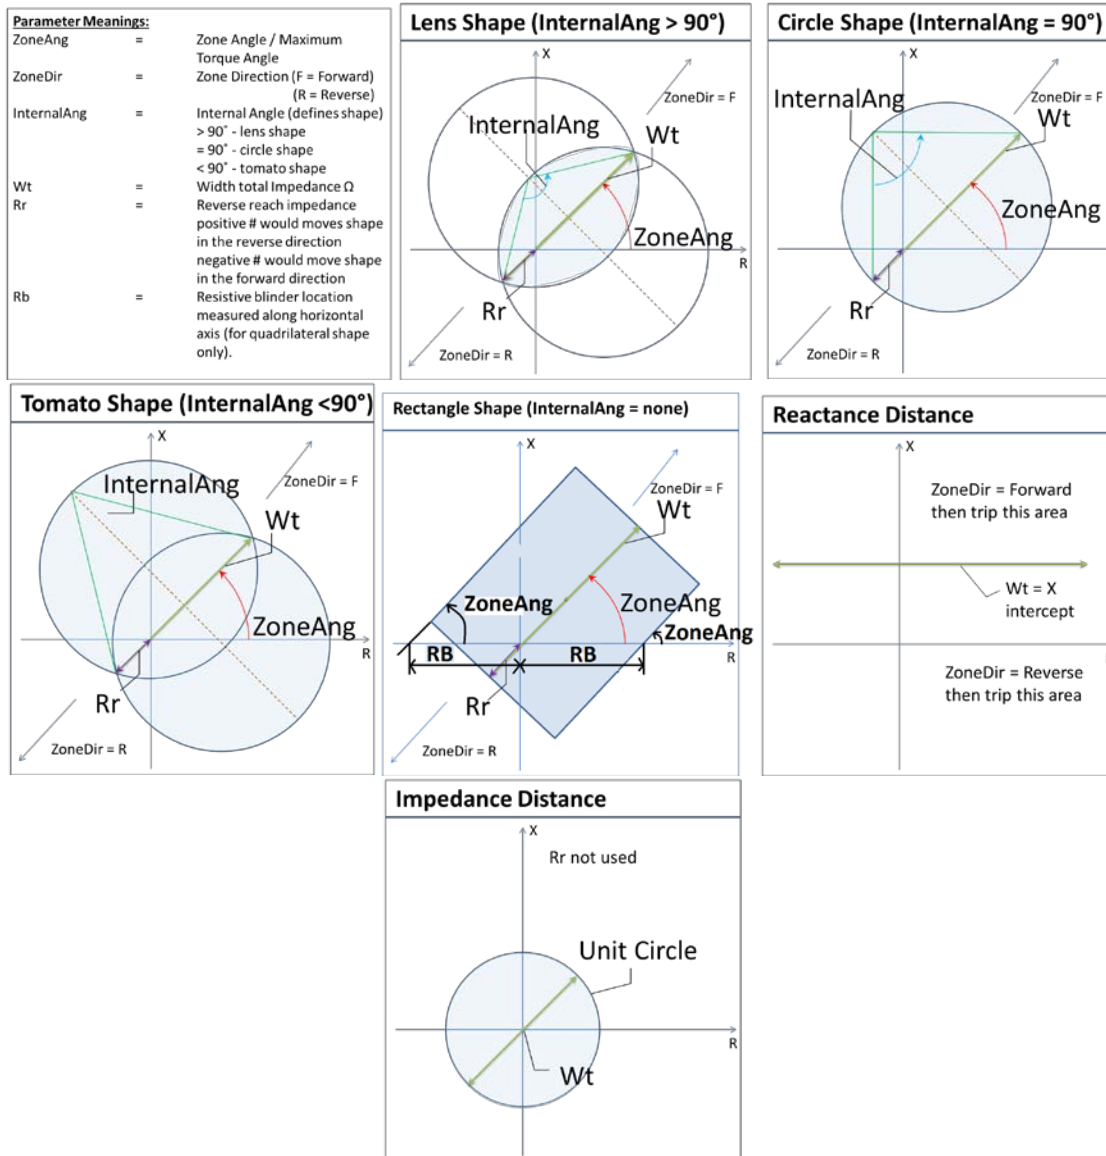 Parameter Meanings:
ZoneAng = Zone Angle / Maximum
Torque Angle
ZoneDir = Zone Direction (F = Forward)
(R = Reverse)
InternalAng = Internal Angle (defines shape)
> 90° - lens shape
= 90° - circle shape
< 90° - tomato shape
Wt = Width total Impedance Ω
Rr = Reverse reach impedance
positive # would moves shape
in the reverse direction
negative # would move shape
in the forward direction
Rb = Resistive blinder location
measured along horizontal
axis (for quadrilateral shape
only).
Lens Shape (InternalAng > 90°)
X
ZoneDir = F
InternalAng
Wt
ZoneAng
R
Rr
ZoneDir = R
Circle Shape (InternalAng = 90°)
X
ZoneDir = F
InternalAng
Wt
ZoneAng
R
Rr
ZoneDir = R
Tomato Shape (InternalAng <90°)
X
InternalAng
ZoneDir = F
Wt
ZoneAng
R
Rr
ZoneDir = R
Rectangle Shape (InternalAng = none)
X
ZoneDir = F
Wt
ZoneAng
ZoneAng
ZoneAng
RB
RB
R
Rr
ZoneDir = R
Reactance Distance
X
ZoneDir = Forward
then trip this area
Wt = X
intercept
ZoneDir = Reverse
then trip this area
Impedance Distance
X
Rr not used
Unit Circle
R
Wt